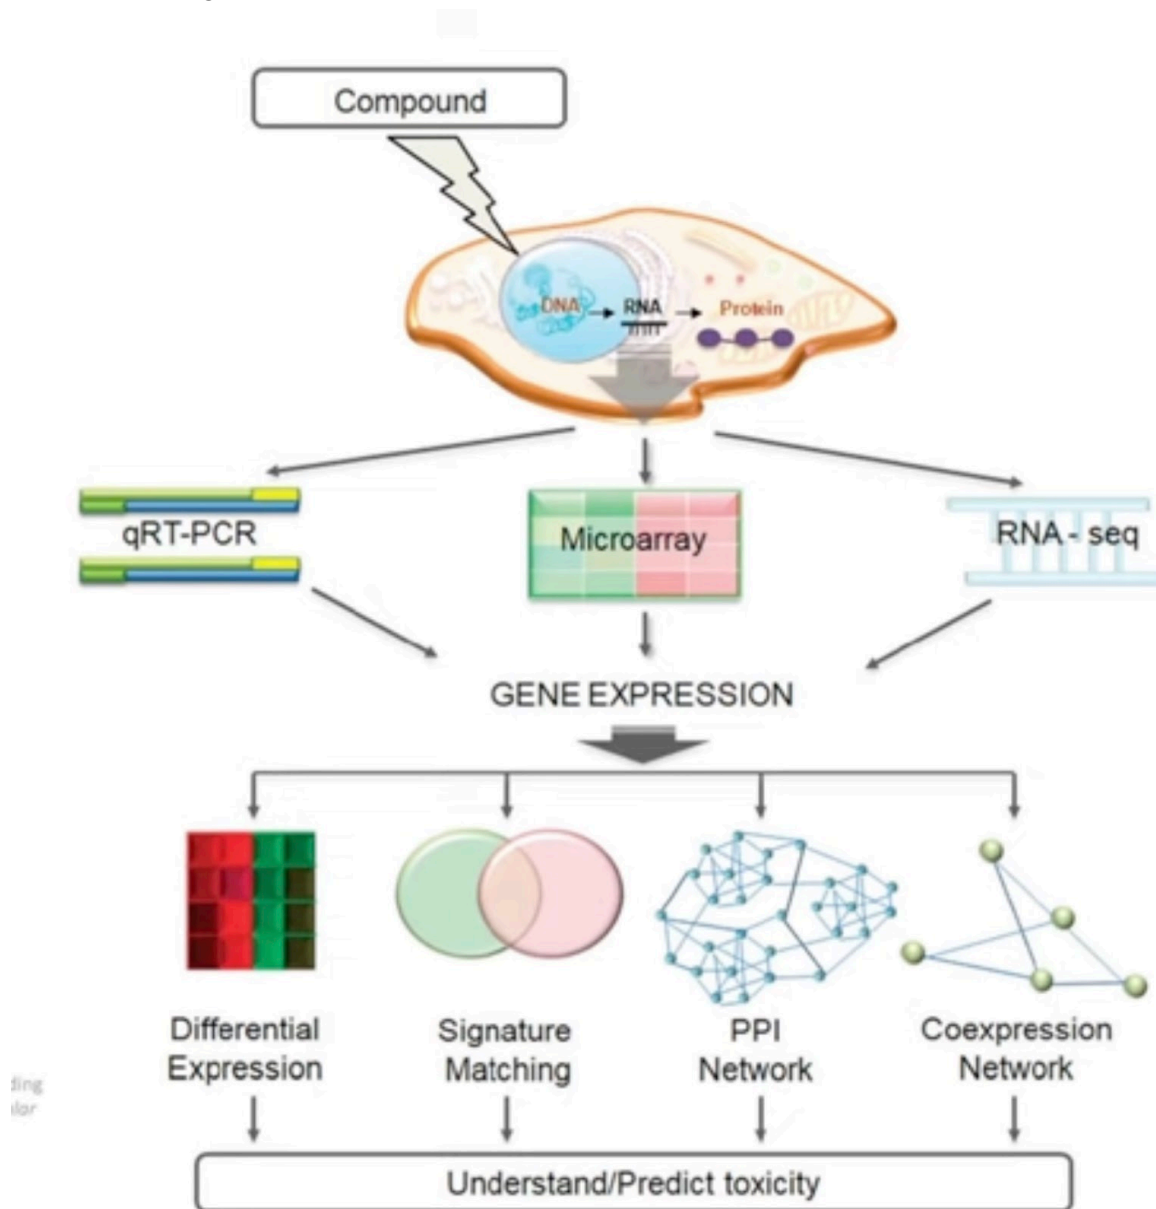 Compound
DNA RNA Protein
qRT-PCR
Microarray
RNA - seq
GENE EXPRESSION
Differential
Expression
Signature
Matching
PPI
Network
Coexpression
Network
ding
Understand/Predict toxicity